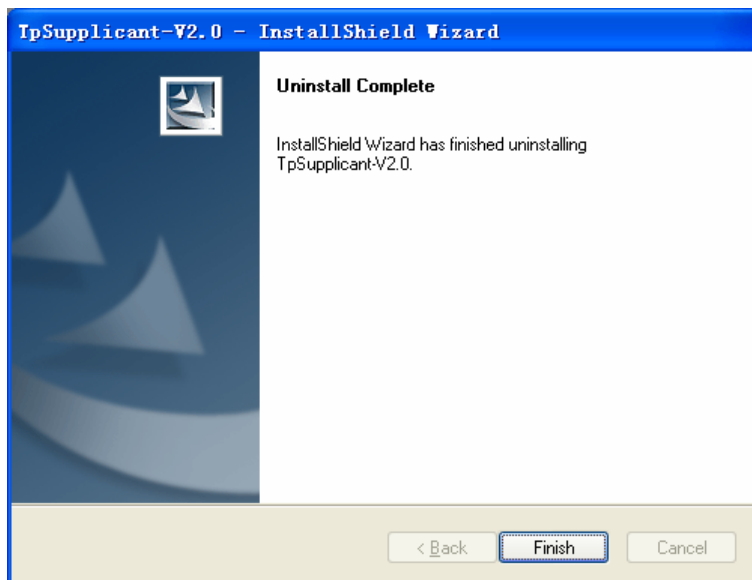 TpSupplicant-V2.0 - InstallShield Wizard
Uninstall Complete
InstallShield Wizard has finished uninstalling
TpSupplicant-V2.0.
< Back Finish Cancel